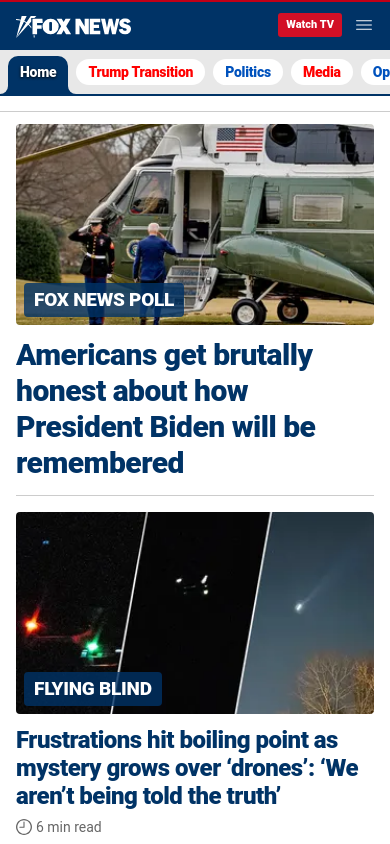 FOX NEWS
Watch TV
Home
Trump Transition
Politics
Media
Op
FOX NEWS POLL
Americans get brutally
honest about how
President Biden will be
remembered
FLYING BLIND
Frustrations hit boiling point as
mystery grows over ‘drones’: ‘We
aren’t being told the truth’
6 min read